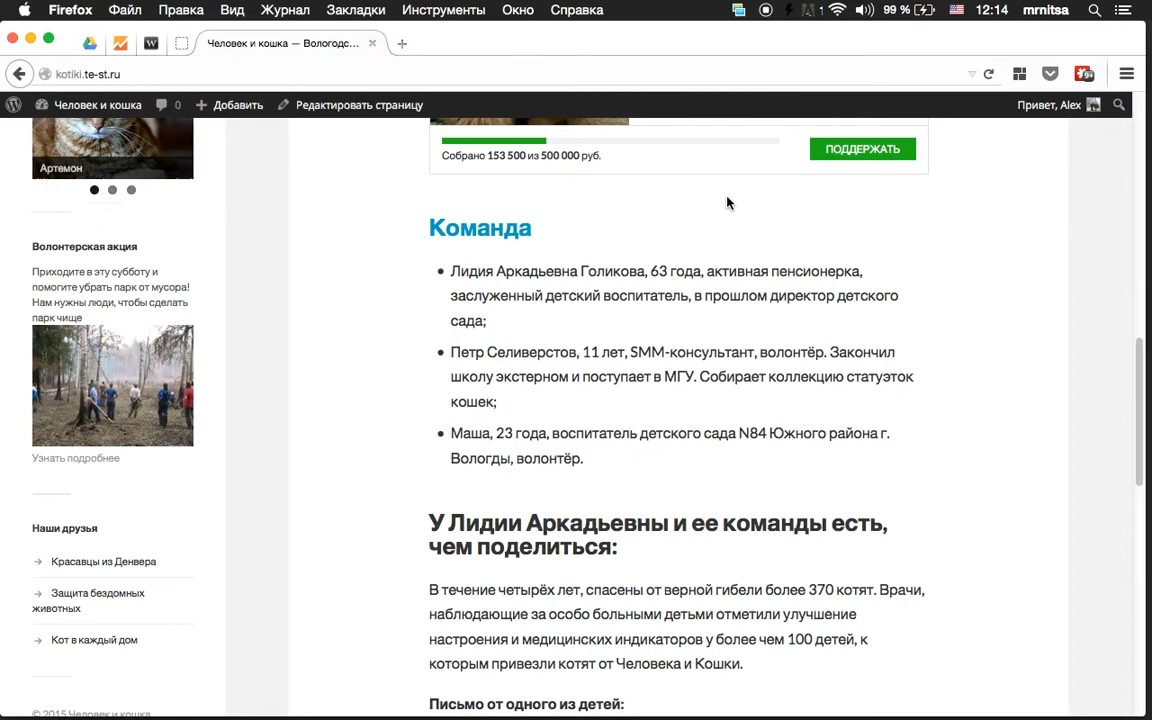 Firefox Файл Правка Вид Журнал Закладки Инструменты Окно Справка 1 99 % 12:14 mrnitsa
W Человек и кошка — Вологодс...
kotiki.te-st.ru 9+
Человек и кошка 0 Добавить Редактировать страницу Привет, Alex
Артемон
Волонтерская акция
Приходите в эту субботу и
помогите убрать парк от мусора!
Нам нужны люди, чтобы сделать
парк чище
Узнать подробнее
Наши друзья
Красавцы из Денвера
Защита бездомных
животных
Кот в каждый дом
© 2015 Человек и кошка
Собрано 153 500 из 500 000 руб.
ПОДДЕРЖАТЬ
Команда
Лидия Аркадьевна Голикова, 63 года, активная пенсионерка,
заслуженный детский воспитатель, в прошлом директор детского
сада;
Петр Селиверстов, 11 лет, SMM-консультант, волонтёр. Закончил
школу экстерном и поступает в МГУ. Собирает коллекцию статуэток
кошек;
Маша, 23 года, воспитатель детского сада N84 Южного района г.
Вологды, волонтёр.
У Лидии Аркадьевны и ее команды есть,
чем поделиться:
В течение четырёх лет, спасены от верной гибели более 370 котят. Врачи,
наблюдающие за особо больными детьми отметили улучшение
настроения и медицинских индикаторов у более чем 100 детей, к
которым привезли котят от Человека и Кошки.
Письмо от одного из детей: